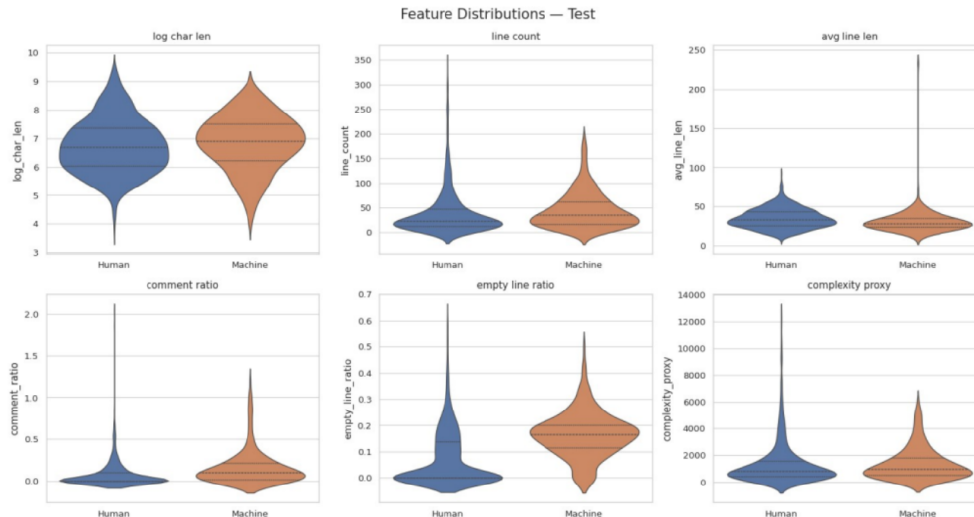 Feature Distributions — Test
log char len
line count
avg line len
log_char_len
10
9
8
7
6
5
4
3
Human
Machine
line_count
350
300
250
200
150
100
50
0
Human
Machine
avg_line_len
250
200
150
100
50
0
Human
Machine
comment ratio
empty line ratio
complexity proxy
comment_ratio
2.0
1.5
1.0
0.5
0.0
Human
Machine
empty_line_ratio
0.7
0.6
0.5
0.4
0.3
0.2
0.1
0.0
Human
Machine
complexity_proxy
14000
12000
10000
8000
6000
4000
2000
0
Human
Machine